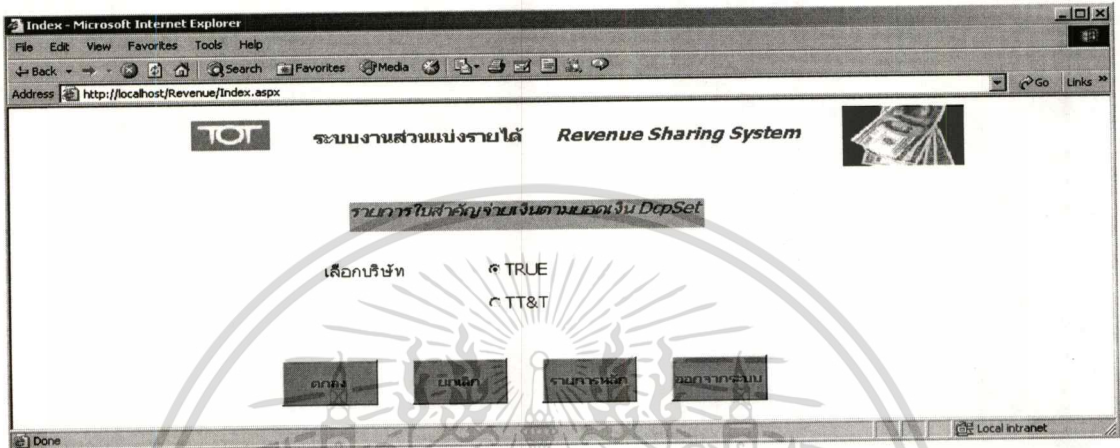 Index - Microsoft Internet Explorer
File Edit View Favorites Tools Help
Back Search Favorites Media
Address http://localhost/Revenue/Index.aspx Go Links »
TOT ระบบงานส่วนแบ่งรายได้ Revenue Sharing System
รายการใบสำคัญจ่ายเงินตามยอดเงิน DcpSet
เลือกบริษัท TRUE
TT&T
ตกลง ยกเลิก รายการหลัก ออกจากระบบ
Done Local intranet